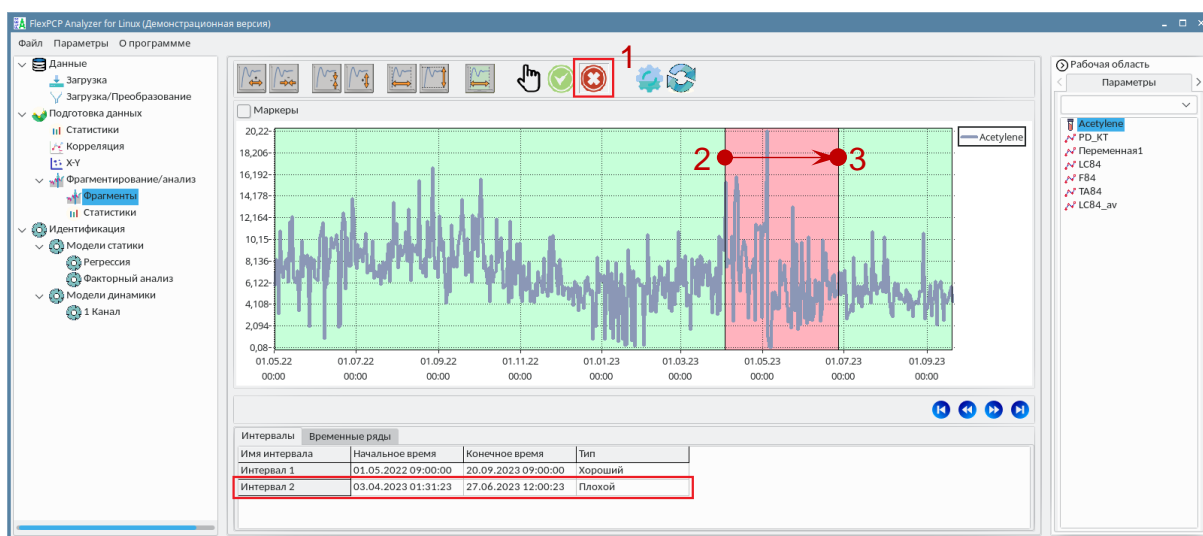 FlexPCP Analyzer for Linux (Демонстрационная версия)
Файл Параметры О программме
Данные
Загрузка
Загрузка/Преобразование
Подготовка данных
Статистики
Корреляция
X-Y
Фрагментирование/анализ
Фрагменты
Статистики
Идентификация
Модели статики
Регрессия
Факторный анализ
Модели динамики
1 Канал
1
Маркеры
20,22
18,206
16,192
14,178
12,164
10,15
8,136
6,122
4,108
2,094
0,08
2 3
Acetylene
01.05.22 01.07.22 01.09.22 01.11.22 01.01.23 01.03.23 01.05.23 01.07.23 01.09.23
00:00 00:00 00:00 00:00 00:00 00:00 00:00 00:00 00:00
Интервалы Временные ряды
Имя интервала Начальное время Конечное время Тип
Интервал 1 01.05.2022 09:00:00 20.09.2023 09:00:00 Хороший
Интервал 2 03.04.2023 01:31:23 27.06.2023 12:00:23 Плохой
Рабочая область
Параметры
Acetylene
PD_KT
Переменная1
LC84
F84
TA84
LC84_av